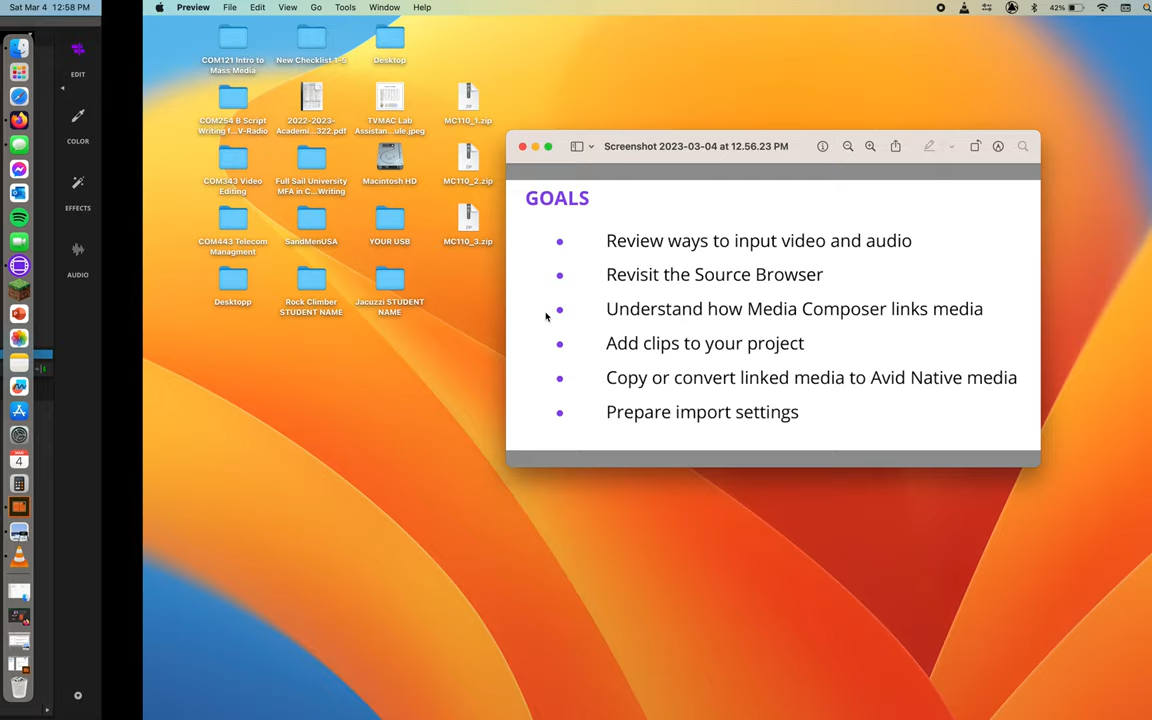 Sat Mar 4 12:58 PM
Preview File Edit View Go Tools Window Help
42%
EDIT
COLOR
EFFECTS
AUDIO
MAR
4
COM121 Intro to
Mass Media
New Checklist 1-5
Desktop
COM254 B Script
Writing f...V-Radio
2022-2023-
Academi...322.pdf
TVMAC Lab
Assistan...ule.jpeg
ZIP
MC110_1.zip
COM343 Video
Editing
Full Sail University
MFA in C...Writing
Macintosh HD
ZIP
MC110_2.zip
COM443 Telecom
Managment
SandMenUSA
YOUR USB
ZIP
MC110_3.zip
Desktopp
Rock Climber
STUDENT NAME
Jacuzzi STUDENT
NAME
Screenshot 2023-03-04 at 12.56.23 PM
GOALS
• Review ways to input video and audio
• Revisit the Source Browser
• Understand how Media Composer links media
• Add clips to your project
• Copy or convert linked media to Avid Native media
• Prepare import settings